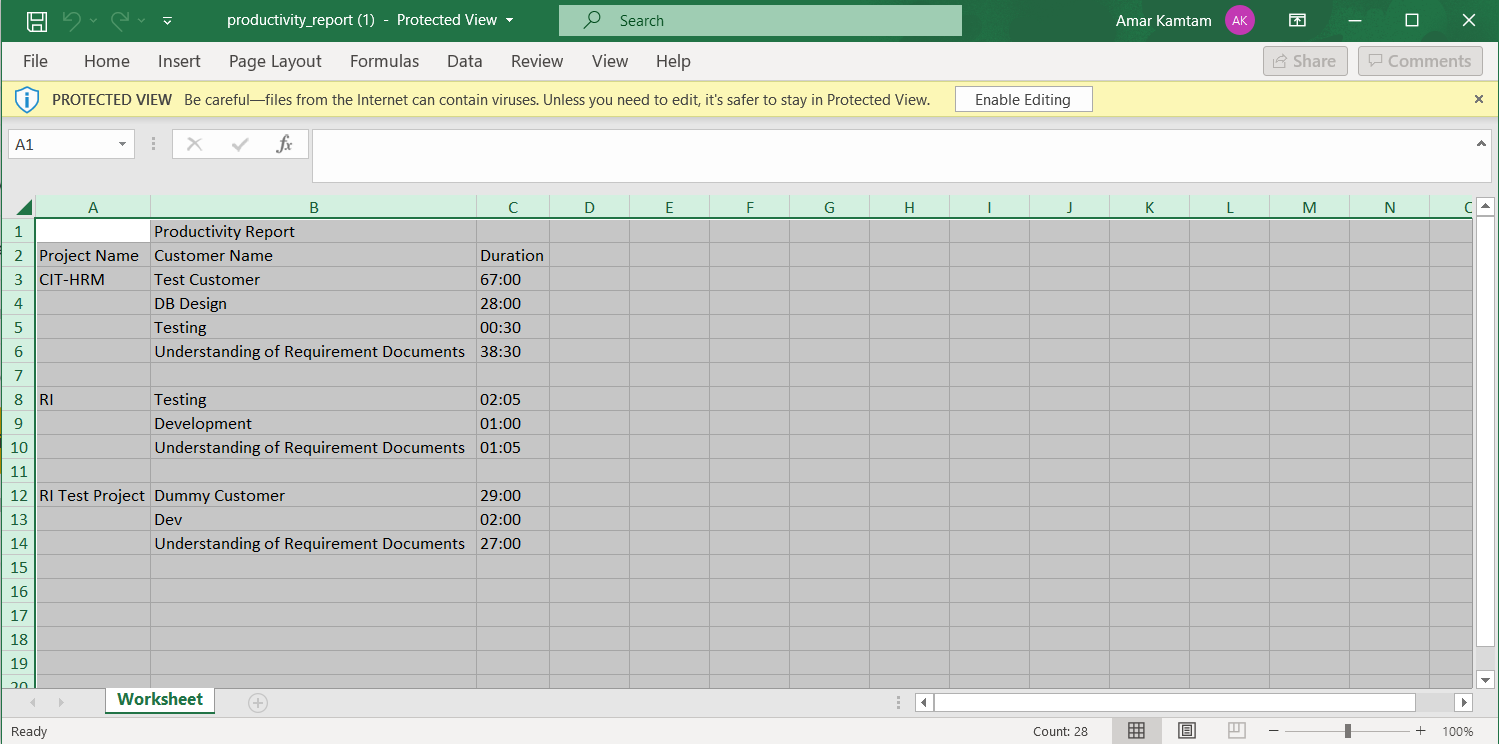 productivity_report (1) - Protected View
Search
Amar Kamtam
AK
File Home Insert Page Layout Formulas Data Review View Help
Share
Comments
PROTECTED VIEW Be careful—files from the Internet can contain viruses. Unless you need to edit, it's safer to stay in Protected View.
Enable Editing
A1
fx
A B C D E F G H I J K L M N
1 Productivity Report
2 Project Name Customer Name Duration
3 CIT-HRM Test Customer 67:00
4 DB Design 28:00
5 Testing 00:30
6 Understanding of Requirement Documents 38:30
7
8 RI Testing 02:05
9 Development 01:00
10 Understanding of Requirement Documents 01:05
11
12 RI Test Project Dummy Customer 29:00
13 Dev 02:00
14 Understanding of Requirement Documents 27:00
15
16
17
18
19
20
Worksheet
Ready
Count: 28
100%